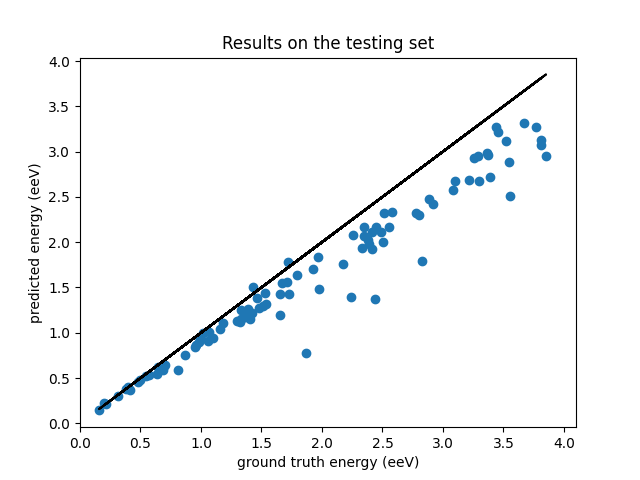 Results on the testing set
4.0
3.5
3.0
2.5
2.0
1.5
1.0
0.5
0.0
predicted energy (eeV)
0.0 0.5 1.0 1.5 2.0 2.5 3.0 3.5 4.0
ground truth energy (eeV)